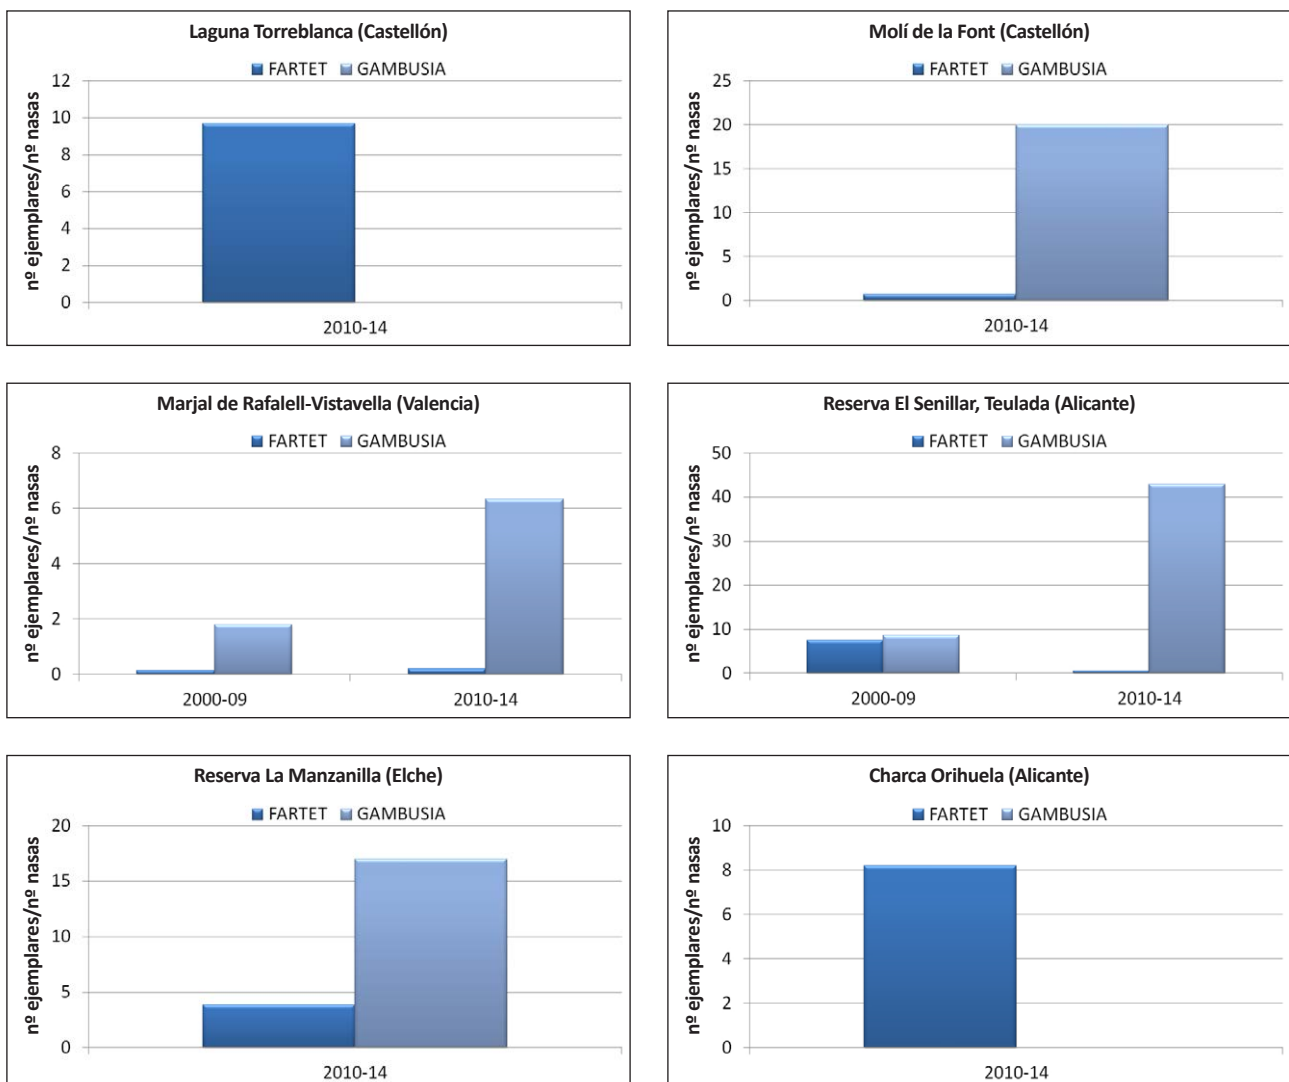 Laguna Torreblanca (Castellón)
FARTET GAMBUSIA
nº ejemplares/nº nasas
12
10
8
6
4
2
0
2010-14
Molí de la Font (Castellón)
FARTET GAMBUSIA
nº ejemplares/nº nasas
25
20
15
10
5
0
2010-14
Marjal de Rafalell-Vistavella (Valencia)
FARTET GAMBUSIA
nº ejemplares/nº nasas
8
6
4
2
0
2000-09 2010-14
Reserva El Senillar, Teulada (Alicante)
FARTET GAMBUSIA
nº ejemplares/nº nasas
50
40
30
20
10
0
2000-09 2010-14
Reserva La Manzanilla (Elche)
FARTET GAMBUSIA
nº ejemplares/nº nasas
20
15
10
5
0
2010-14
Charca Orihuela (Alicante)
FARTET GAMBUSIA
nº ejemplares/nº nasas
10
8
6
4
2
0
2010-14